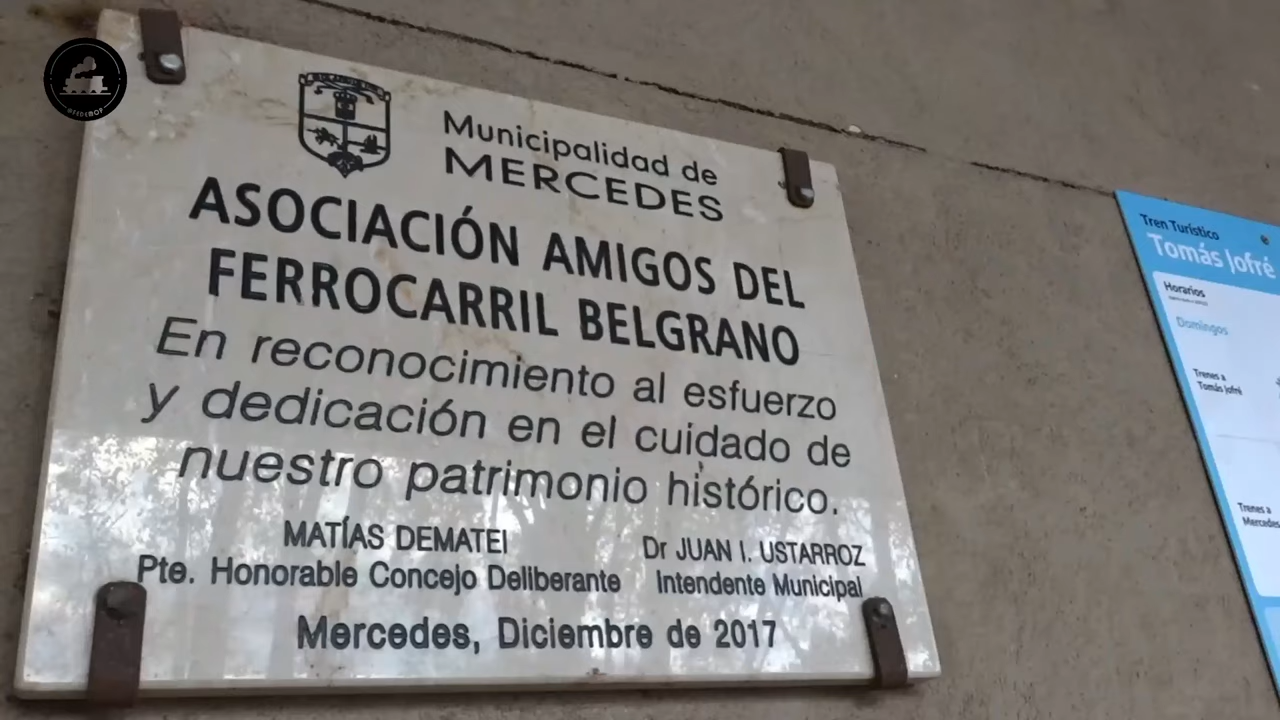 Municipalidad de
MERCEDES
ASOCIACIÓN AMIGOS DEL
FERROCARRIL BELGRANO
En reconocimiento al esfuerzo
y dedicación en el cuidado de
nuestro patrimonio histórico.
MATÍAS DEMATEI
Pte. Honorable Concejo Deliberante
Dr JUAN I. USTARROZ
Intendente Municipal
Mercedes, Diciembre de 2017
Tren Turístico
Tomás Jofré
Horarios
Domingos
Trenes a
Tomás Jofré
Trenes a
Mercedes